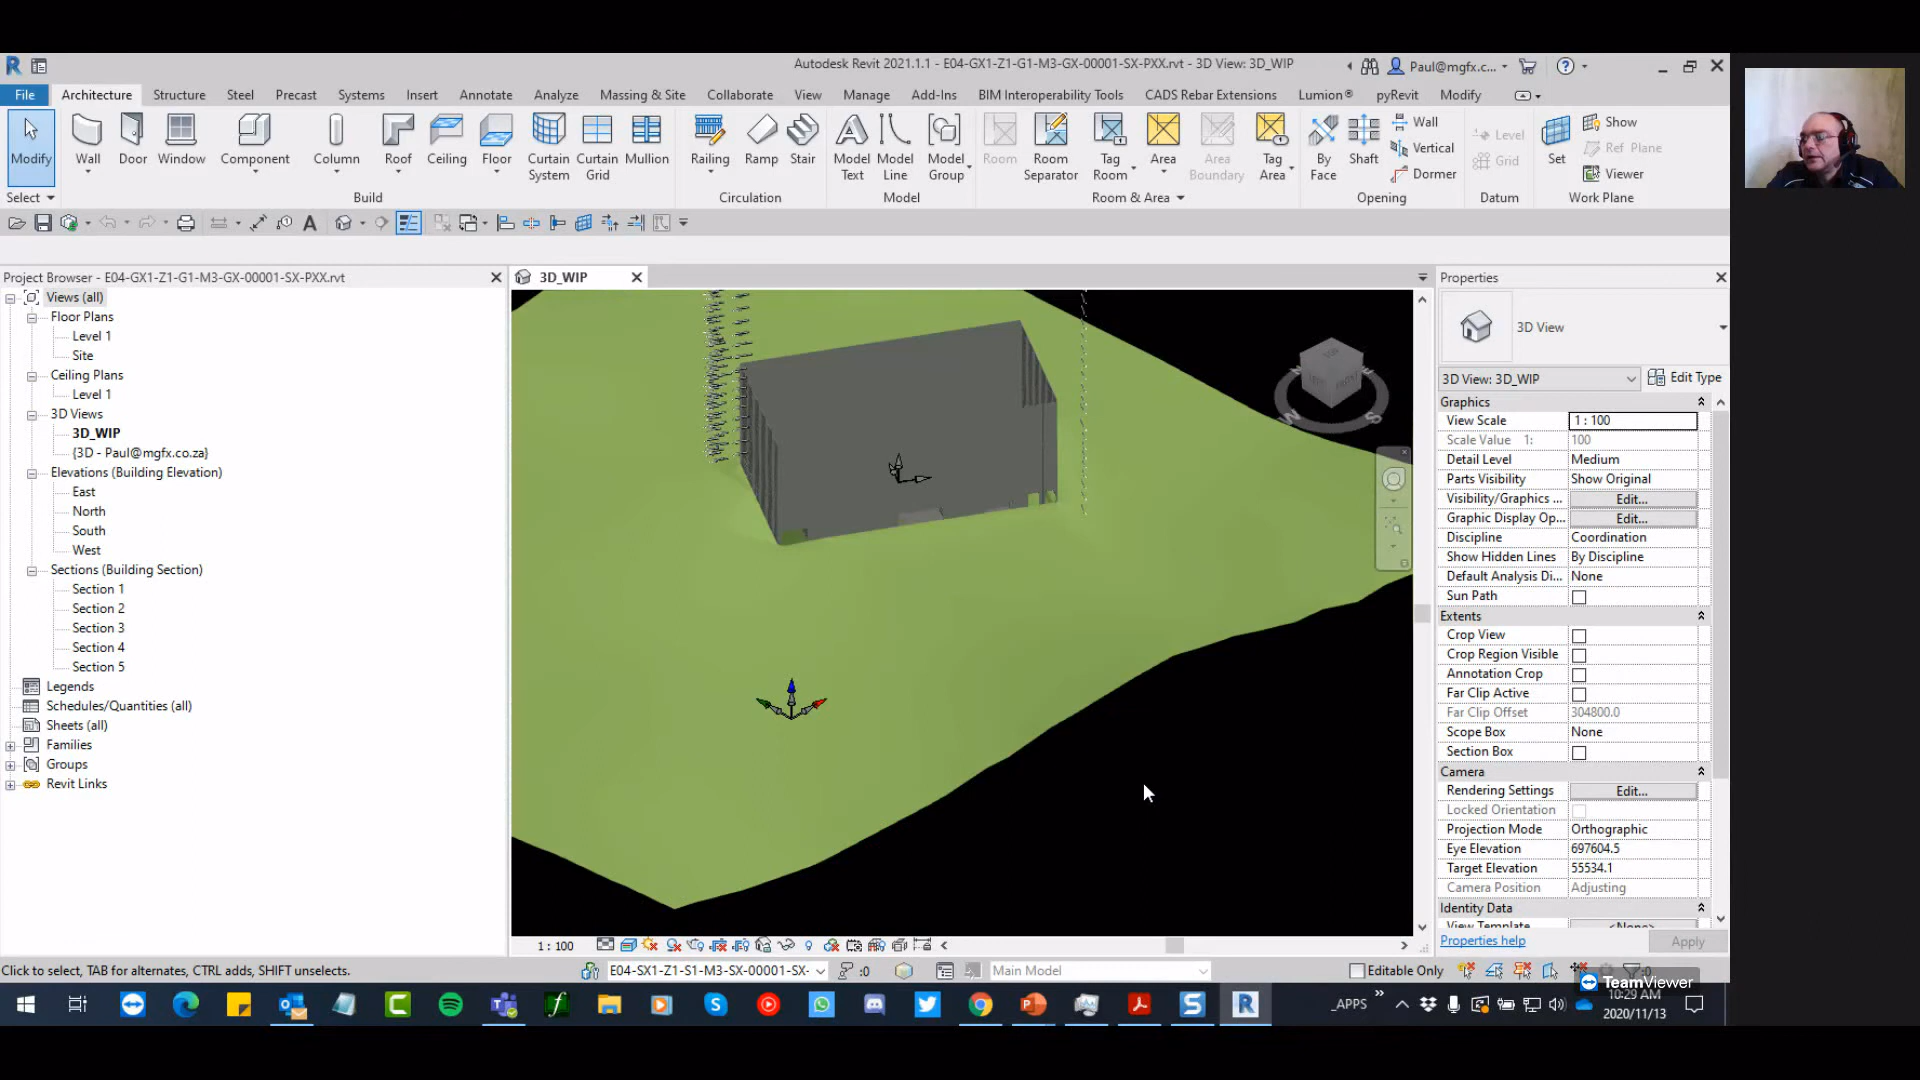 Autodesk Revit 2021.1.1 - E04-GX1-Z1-G1-M3-GX-00001-SX-PXX.rvt - 3D View: 3D_WIP
Paul@mgfx.c...
File Architecture Structure Steel Precast Systems Insert Annotate Analyze Massing & Site Collaborate View Manage Add-Ins BIM Interoperability Tools CADS Rebar Extensions Lumion® pyRevit Modify
Modify
Wall
Door
Window
Component
Column
Roof
Ceiling
Floor
Curtain System
Curtain Grid
Mullion
Railing
Ramp
Stair
Model Text
Model Line
Model Group
Room
Room Separator
Tag Room
Area
Area Boundary
Tag Area
By Face
Shaft
Wall
Vertical
Dormer
Level
Grid
Set
Show
Ref Plane
Viewer
Select Build Circulation Model Room & Area Opening Datum Work Plane
Project Browser - E04-GX1-Z1-G1-M3-GX-00001-SX-PXX.rvt
Views (all)
Floor Plans
Level 1
Site
Ceiling Plans
Level 1
3D Views
3D_WIP
{3D - Paul@mgfx.co.za}
Elevations (Building Elevation)
East
North
South
West
Sections (Building Section)
Section 1
Section 2
Section 3
Section 4
Section 5
Legends
Schedules/Quantities (all)
Sheets (all)
Families
Groups
Revit Links
3D_WIP
TOP
W
S
1 : 100
Properties
3D View
3D View: 3D_WIP
Edit Type
Graphics
View Scale 1 : 100
Scale Value 1: 100
Detail Level Medium
Parts Visibility Show Original
Visibility/Graphics ... Edit...
Graphic Display Op... Edit...
Discipline Coordination
Show Hidden Lines By Discipline
Default Analysis Di... None
Sun Path
Extents
Crop View
Crop Region Visible
Annotation Crop
Far Clip Active
Far Clip Offset 304800.0
Scope Box None
Section Box
Camera
Rendering Settings Edit...
Locked Orientation
Projection Mode Orthographic
Eye Elevation 697604.5
Target Elevation 55534.1
Camera Position Adjusting
Identity Data
View Template <None>
Properties help
Apply
Click to select, TAB for alternates, CTRL adds, SHIFT unselects.
E04-SX1-Z1-S1-M3-SX-00001-SX-
:0
Main Model
Editable Only
:0
TeamViewer
_APPS
10:29 AM
2020/11/13